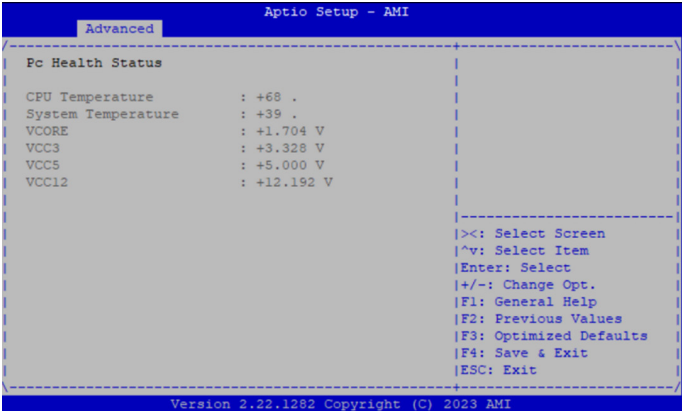 Aptio Setup - AMI
Advanced
Pc Health Status
CPU Temperature : +68 .
System Temperature : +39 .
VCORE : +1.704 V
VCC3 : +3.328 V
VCC5 : +5.000 V
VCC12 : +12.192 V
><: Select Screen
^v: Select Item
Enter: Select
+/-: Change Opt.
F1: General Help
F2: Previous Values
F3: Optimized Defaults
F4: Save & Exit
ESC: Exit
Version 2.22.1282 Copyright (C) 2023 AMI